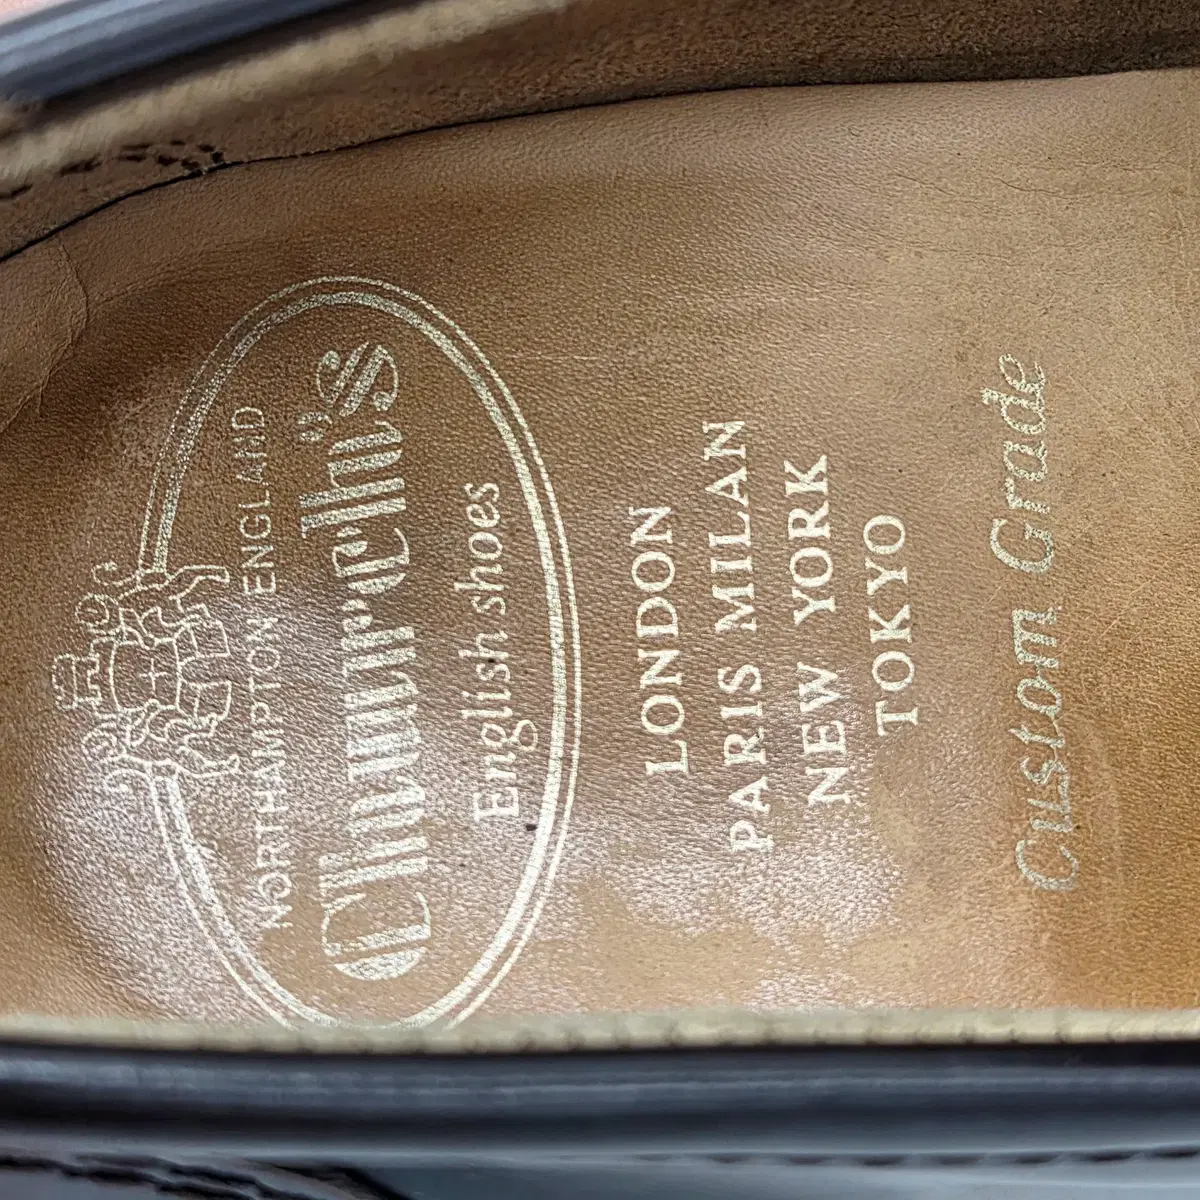 NORTHAMPTON ENGLAND
Church's
English shoes
LONDON
PARIS MILAN
NEW YORK
TOKYO
Custom Grade